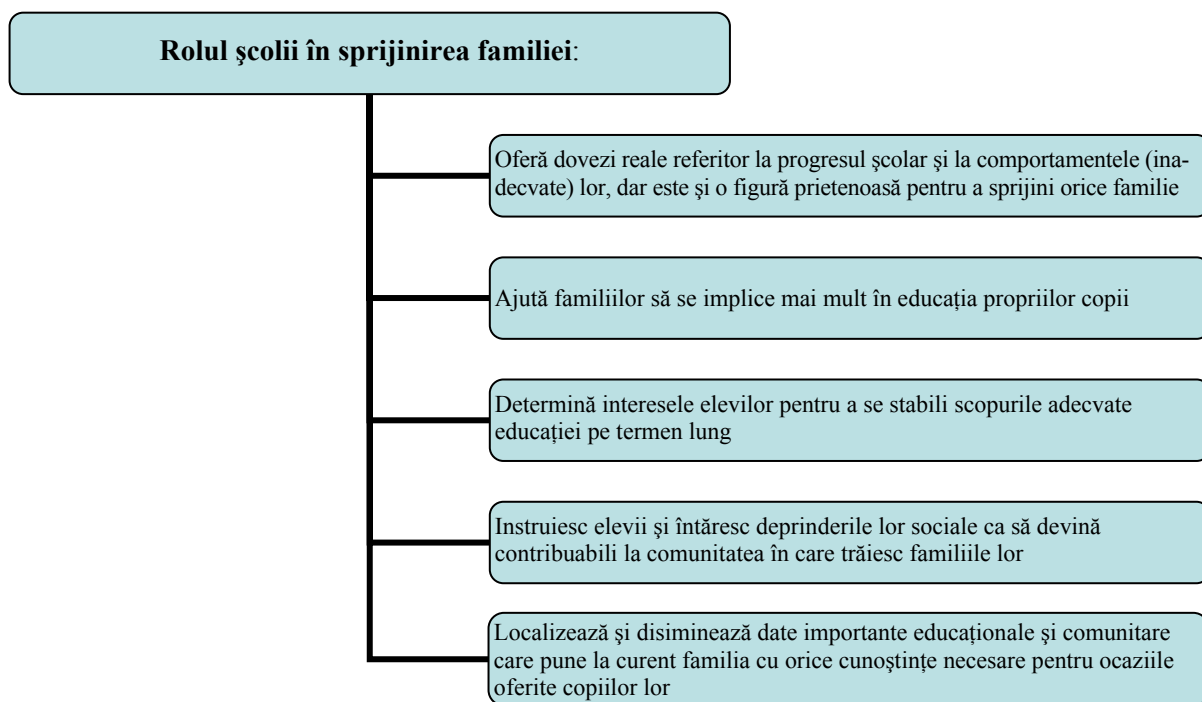 Rolul şcolii în sprijinirea familiei:
Oferă dovezi reale referitor la progresul şcolar şi la comportamentele (ina-
decvate) lor, dar este şi o figură prietenoasă pentru a sprijini orice familie
Ajută familiilor să se implice mai mult în educația propriilor copii
Determină interesele elevilor pentru a se stabili scopurile adecvate
educației pe termen lung
Instruiesc elevii şi întăresc deprinderile lor sociale ca să devină
contribuabili la comunitatea în care trăiesc familiile lor
Localizează şi disiminează date importante educaționale şi comunitare
care pune la curent familia cu orice cunoştințe necesare pentru ocaziile
oferite copiilor lor